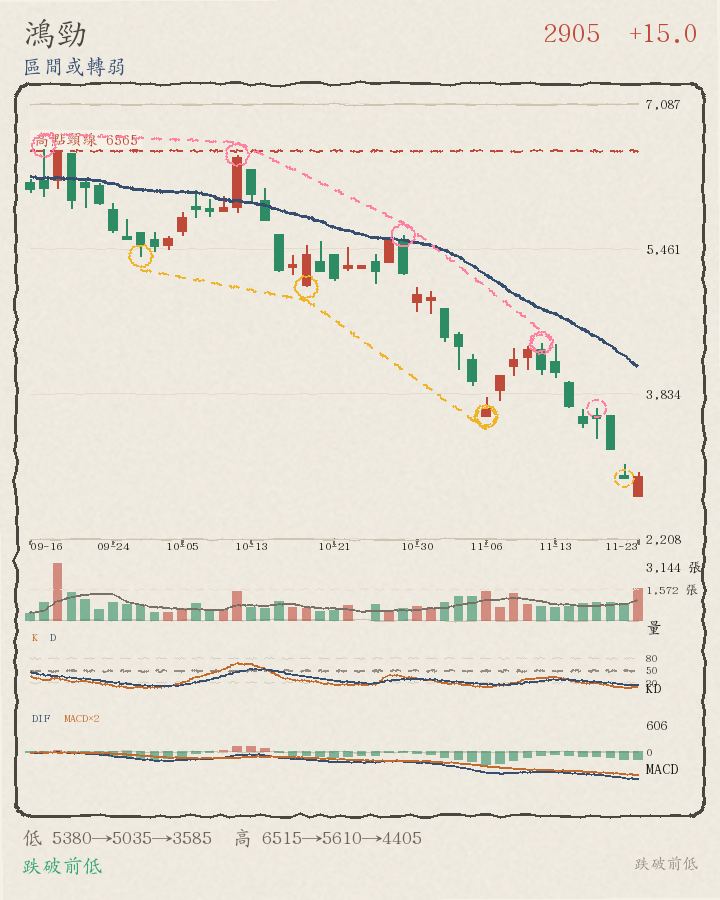 鴻勁
2905 +15.0
區間或轉弱
7,087
高點頸線 6565
5,461
3,834
2,208
09-16 09-24 10-05 10-13 10-21 10-30 11-06 11-13 11-23
3,144 張
1,572 張
量
K D
80
50
20
KD
DIF MACD×2
606
0
MACD
低 5380→5035→3585 高 6515→5610→4405
跌破前低
跌破前低